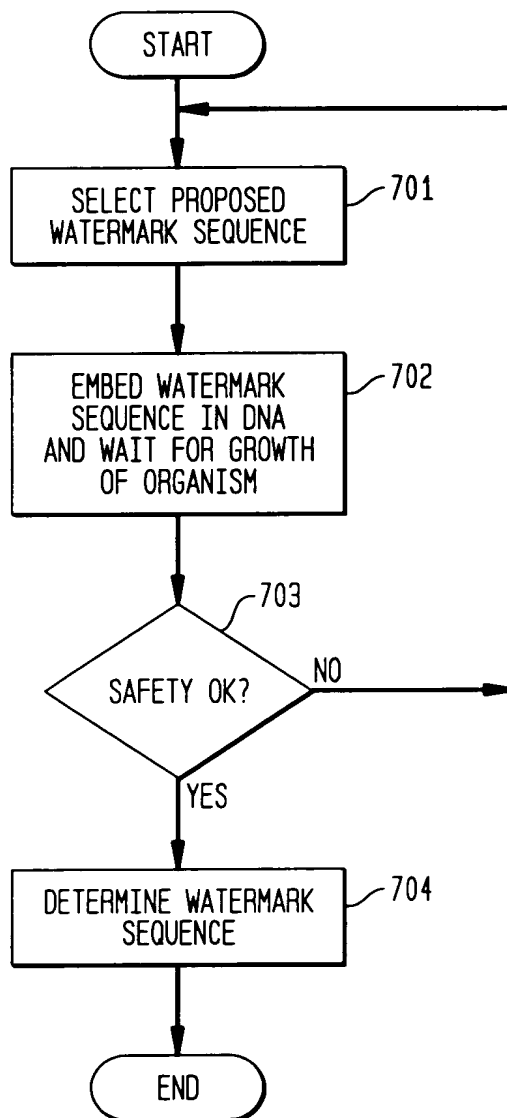 START
701
SELECT PROPOSED
WATERMARK SEQUENCE
702
EMBED WATERMARK
SEQUENCE IN DNA
AND WAIT FOR GROWTH
OF ORGANISM
703
SAFETY OK?
NO
YES
704
DETERMINE WATERMARK
SEQUENCE
END